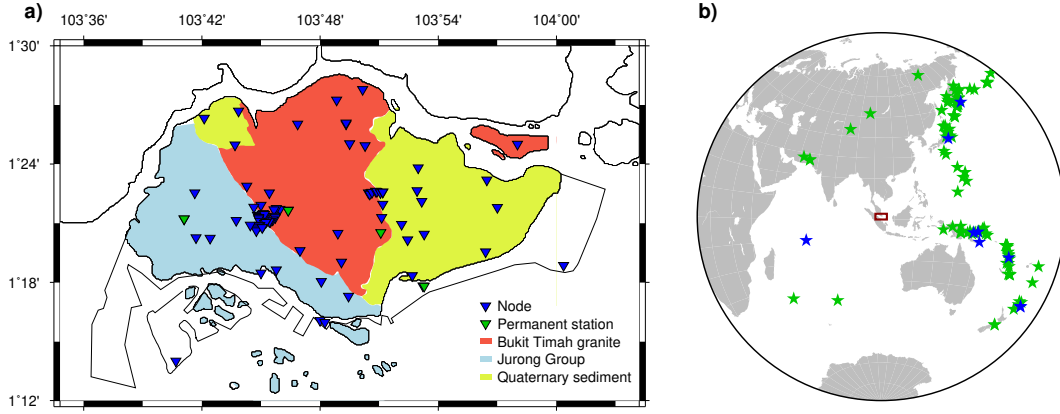 a)
103°36' 103°42' 103°48' 103°54' 104°00'
b)
1°30'
1°24'
1°18'
1°12'
Node
Permanent station
Bukit Timah granite
Jurong Group
Quaternary sediment